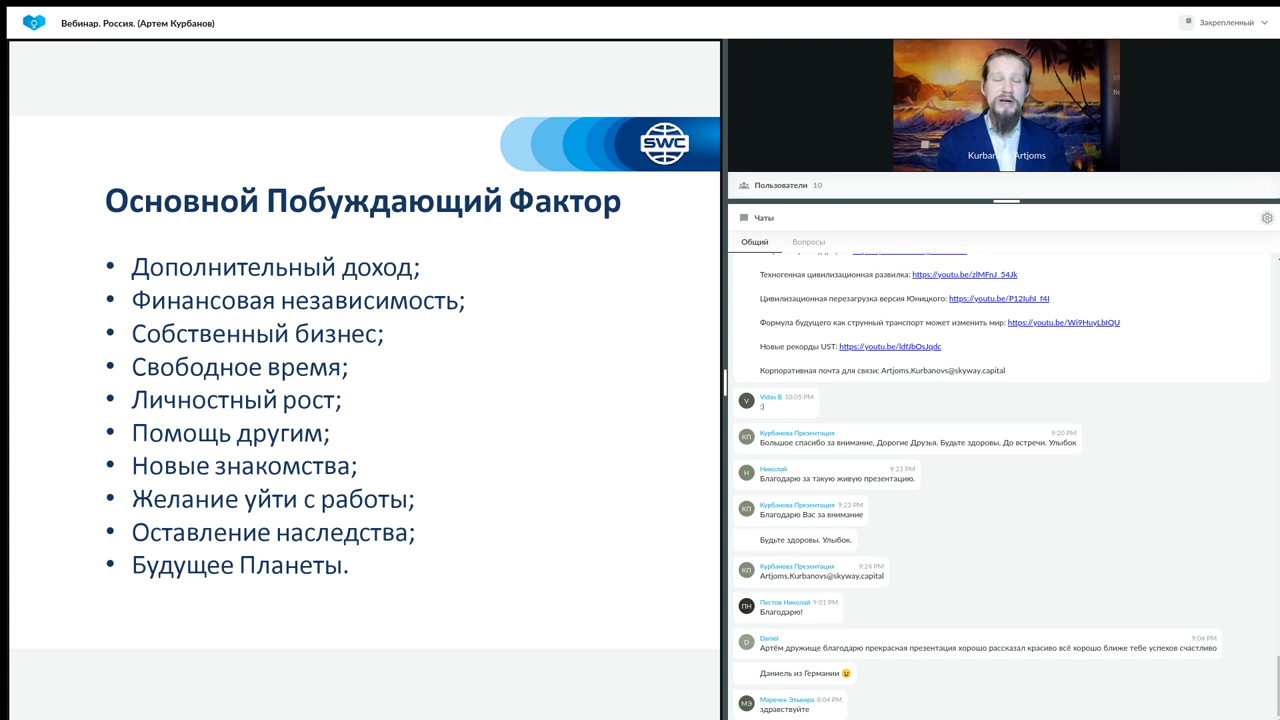 Вебинар. Россия. (Артем Курбанов)
Закрепленный
SWC
Основной Побуждающий Фактор
• Дополнительный доход;
• Финансовая независимость;
• Собственный бизнес;
• Свободное время;
• Личностный рост;
• Помощь другим;
• Новые знакомства;
• Желание уйти с работы;
• Оставление наследства;
• Будущее Планеты.
Artjoms
Пользователи 10
Чаты
Общий Вопросы
Техногенная цивилизационная развилка: https://youtu.be/zlMFnJ_54Jk
Цивилизационная перезагрузка версия Юницкого: https://youtu.be/P12IuhI_f4I
Формула будущего как струнный транспорт может изменить мир: https://youtu.be/Wi9HuyLbIQU
Новые рекорды UST: https://youtu.be/ldfJbOsJqdc
Корпоративная почта для связи: Artjoms.Kurbanovs@skyway.capital
V Vidas B 10:05 PM
:)
КП Курбанова Презентация 9:20 PM
Большое спасибо за внимание, Дорогие Друзья. Будьте здоровы. До встречи. Улыбок
Н Николай 9:23 PM
Благодарю за такую живую презентацию.
КП Курбанова Презентация 9:23 PM
Благодарю Вас за внимание
Будьте здоровы. Улыбок.
КП Курбанова Презентация 9:24 PM
Artjoms.Kurbanovs@skyway.capital
ПН Пестов Николай 9:01 PM
Благодарю!
D Daniel 9:04 PM
Артём дружище благодарю прекрасная презентация хорошо рассказал красиво всё хорошо ближе тебе успехов счастливо
Даниель из Германии 😉
МЭ Маречек Эльвира 8:04 PM
здравствуйте